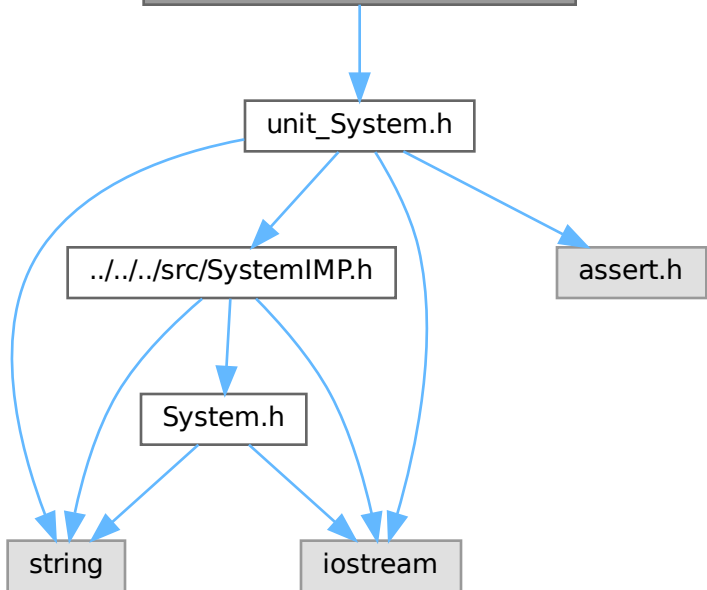 unit_System.h
../../../src/SystemIMP.h
assert.h
System.h
string
iostream